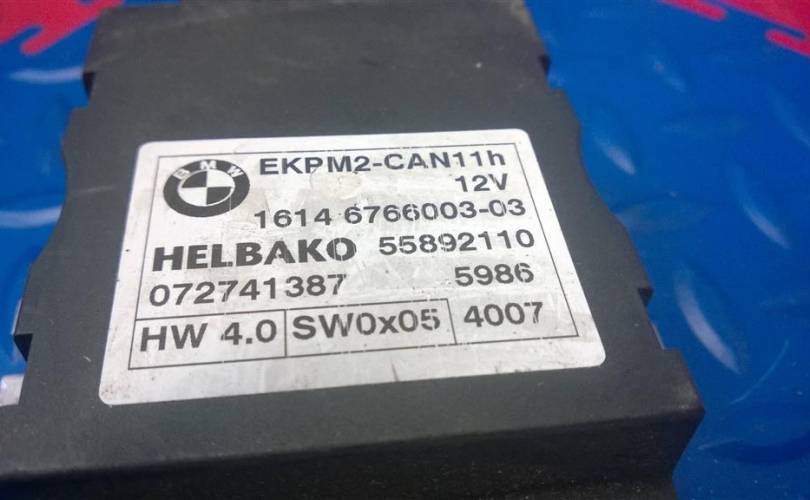 BMW
EKPM2-CAN11h
12V
1614 6766003-03
HELBAKO 55892110
072741387 5986
HW 4.0 SW0x05 4007